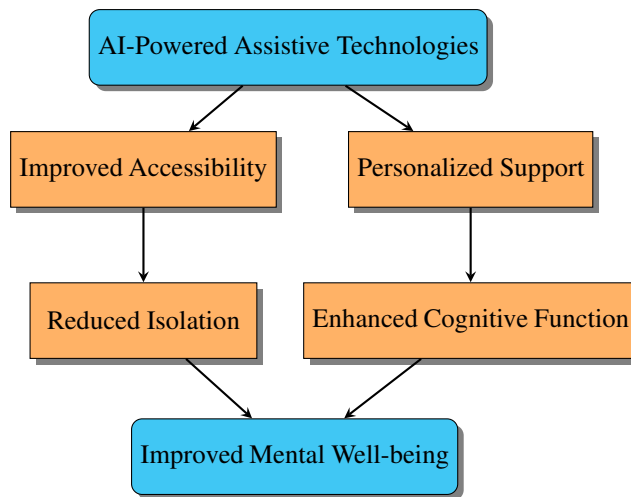 AI-Powered Assistive Technologies
Improved Accessibility
Personalized Support
Reduced Isolation
Enhanced Cognitive Function
Improved Mental Well-being